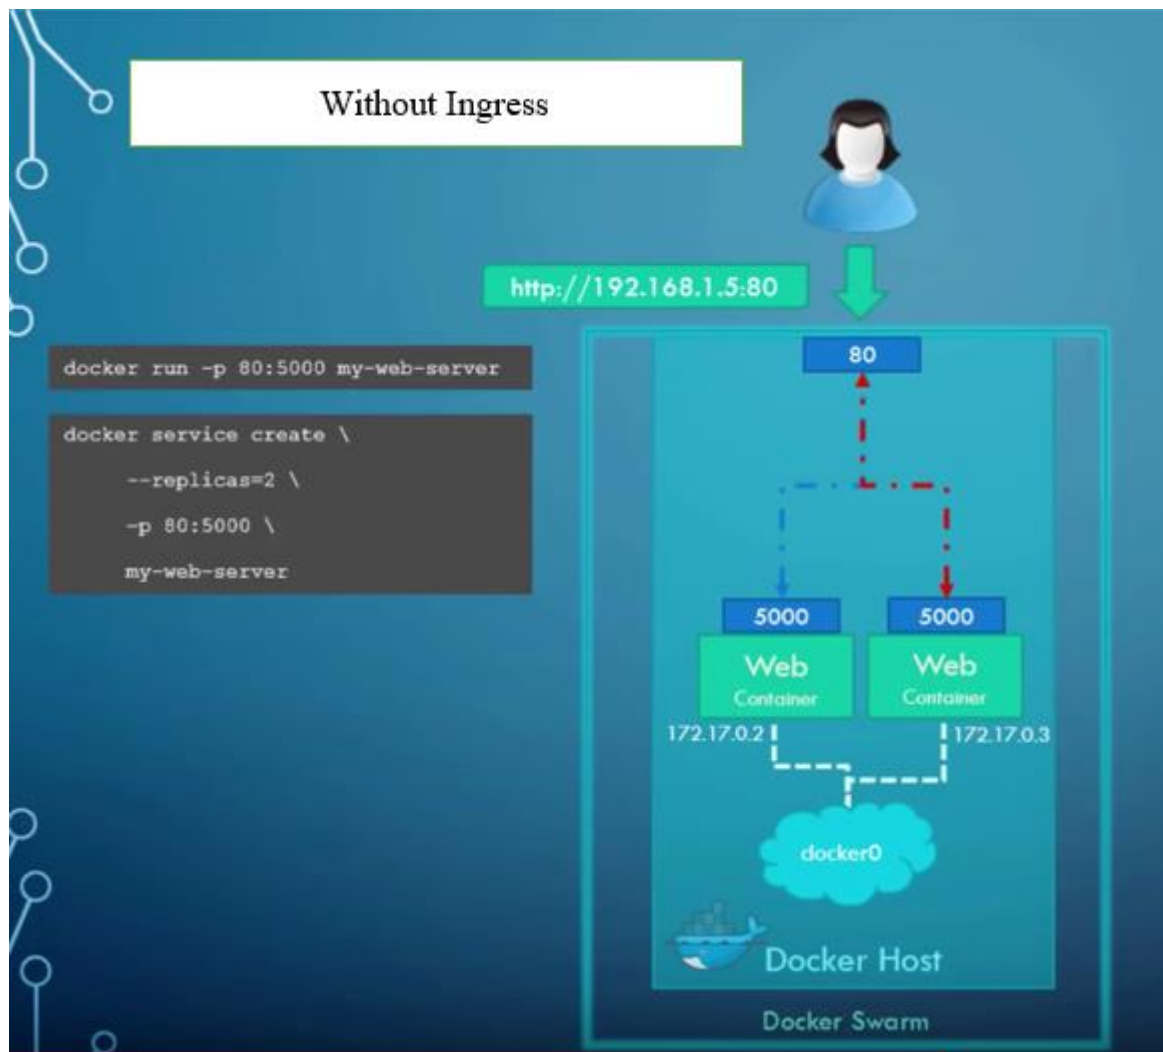 Without Ingress
http://192.168.1.5:80
80
docker run -p 80:5000 my-web-server
docker service create \
--replicas=2 \
-p 80:5000 \
my-web-server
5000
5000
Web
Container
Web
Container
172.17.0.2
172.17.0.3
docker0
Docker Host
Docker Swarm